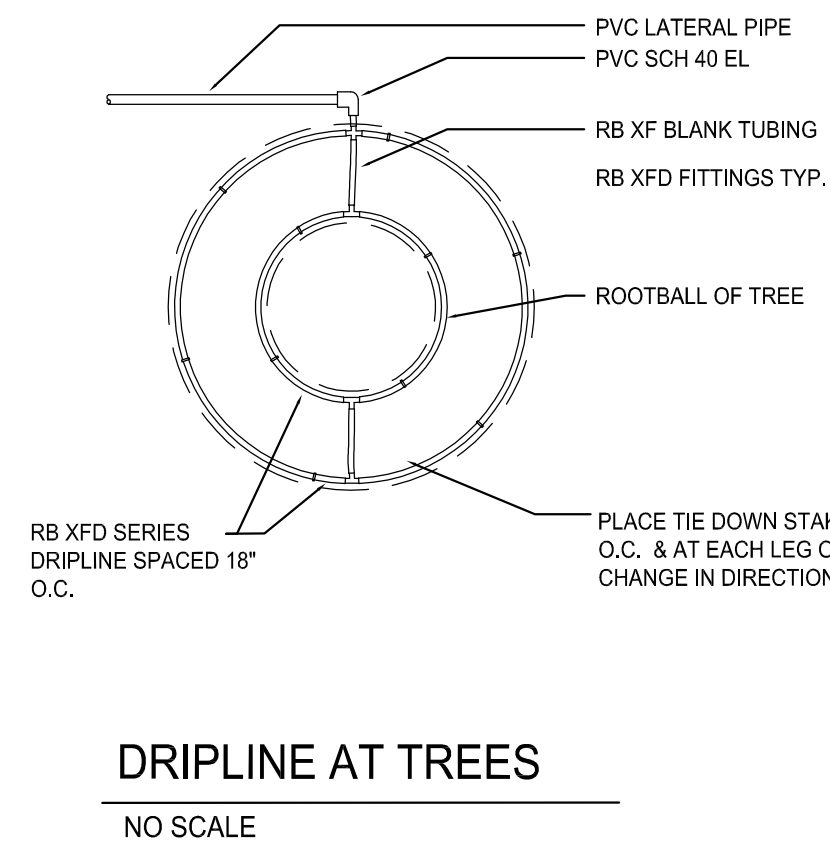 PVC LATERAL PIPE
PVC SCH 40 EL
RB XF BLANK TUBING
RB XFD FITTINGS TYP.
ROOTBALL OF TREE
RB XFD SERIES
DRIPLINE SPACED 18"
O.C.
PLACE TIE DOWN
O.C. & AT EACH LEG
CHANGE IN DIRECTION
DRIPLINE AT TREES
NO SCALE